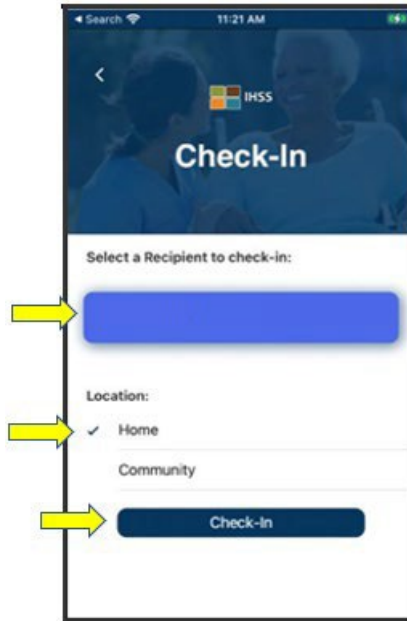 Search 11:21 AM
IHSS
Check-In
Select a Recipient to check-in:
Location:
Home
Community
Check-In